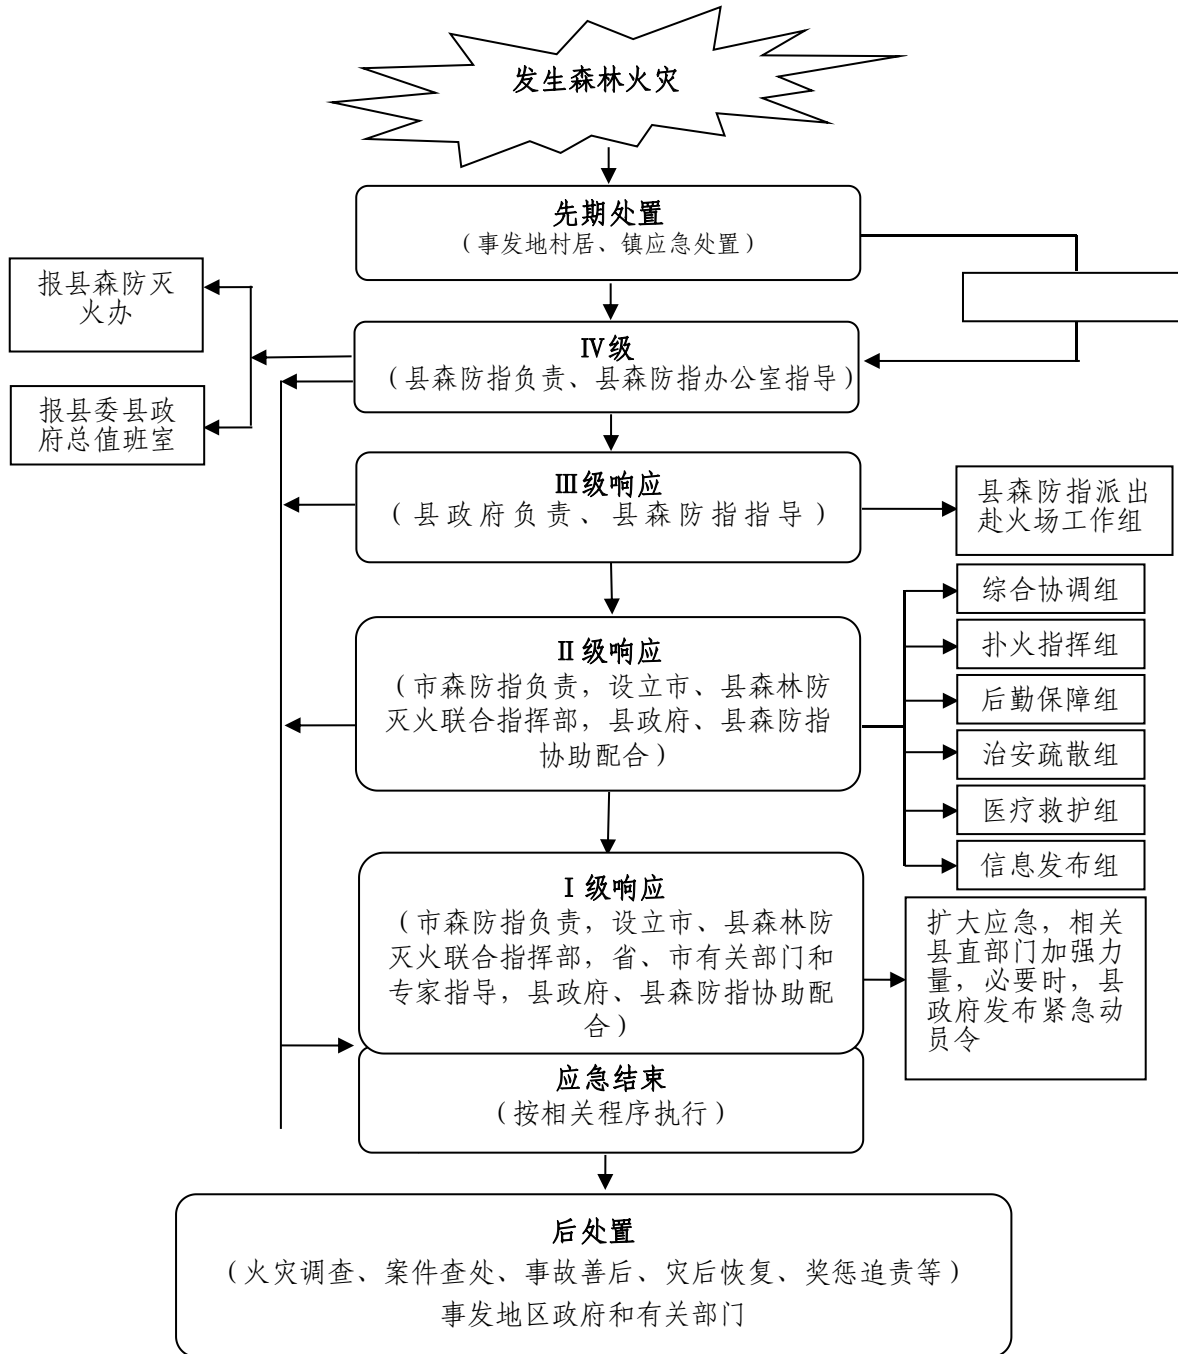 发生森林火灾
先期处置
（事发地村居、镇应急处置）
报县森防灭
火办
Ⅳ级
（县森防指负责、县森防指办公室指导）
报县委县政
府总值班室
Ⅲ级响应
（县政府负责、县森防指指导）
县森防指派出
赴火场工作组
综合协调组
扑火指挥组
后勤保障组
治安疏散组
医疗救护组
信息发布组
Ⅱ级响应
（市森防指负责，设立市、县森林防
灭火联合指挥部，县政府、县森防指
协助配合）
Ⅰ级响应
（市森防指负责，设立市、县森林防
灭火联合指挥部，省、市有关部门和
专家指导，县政府、县森防指协助配
合）
扩大应急，相关
县直部门加强力
量，必要时，县
政府发布紧急动
员令
应急结束
（按相关程序执行）
后处置
（火灾调查、案件查处、事故善后、灾后恢复、奖惩追责等）
事发地区政府和有关部门